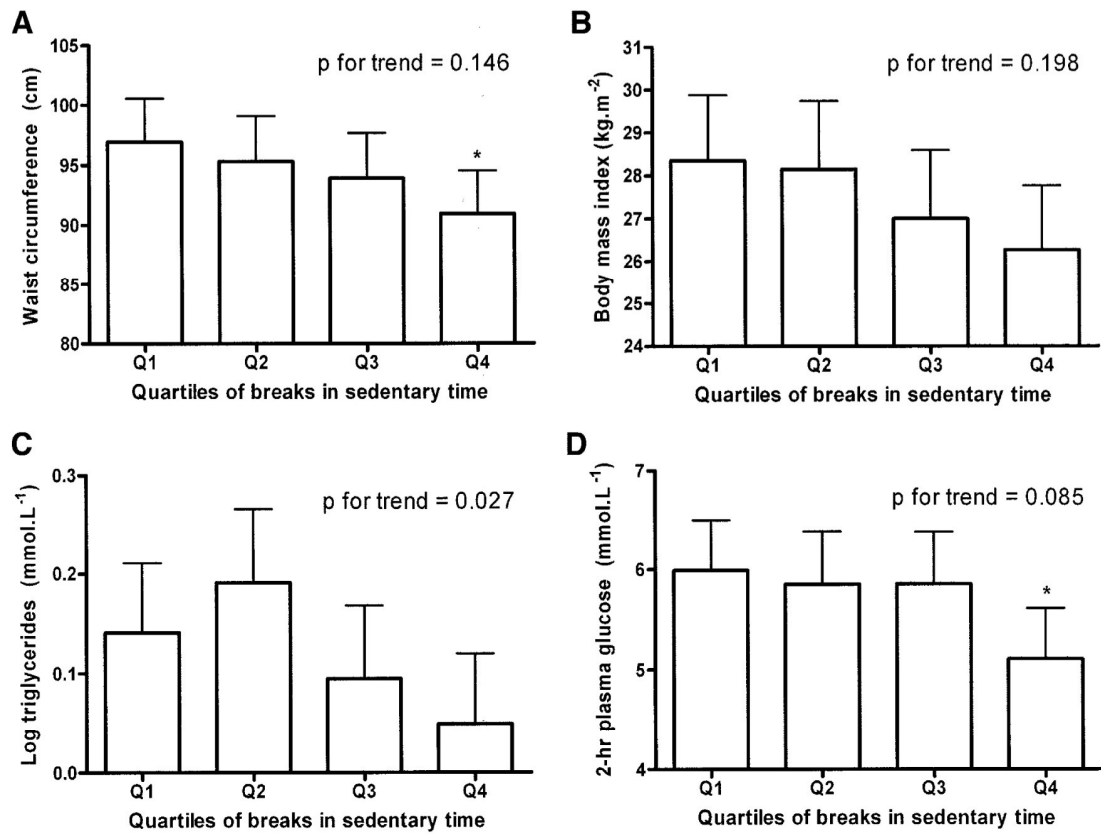 A
Waist circumference (cm)
105
100
95
90
85
80
p for trend = 0.146
*
Q1 Q2 Q3 Q4
Quartiles of breaks in sedentary time
B
Body mass index (kg.m⁻²)
31
30
29
28
27
26
25
24
p for trend = 0.198
Q1 Q2 Q3 Q4
Quartiles of breaks in sedentary time
C
Log triglycerides (mmol.L⁻¹)
0.3
0.2
0.1
0.0
p for trend = 0.027
Q1 Q2 Q3 Q4
Quartiles of breaks in sedentary time
D
2-hr plasma glucose (mmol.L⁻¹)
7
6
5
4
p for trend = 0.085
*
Q1 Q2 Q3 Q4
Quartiles of breaks in sedentary time